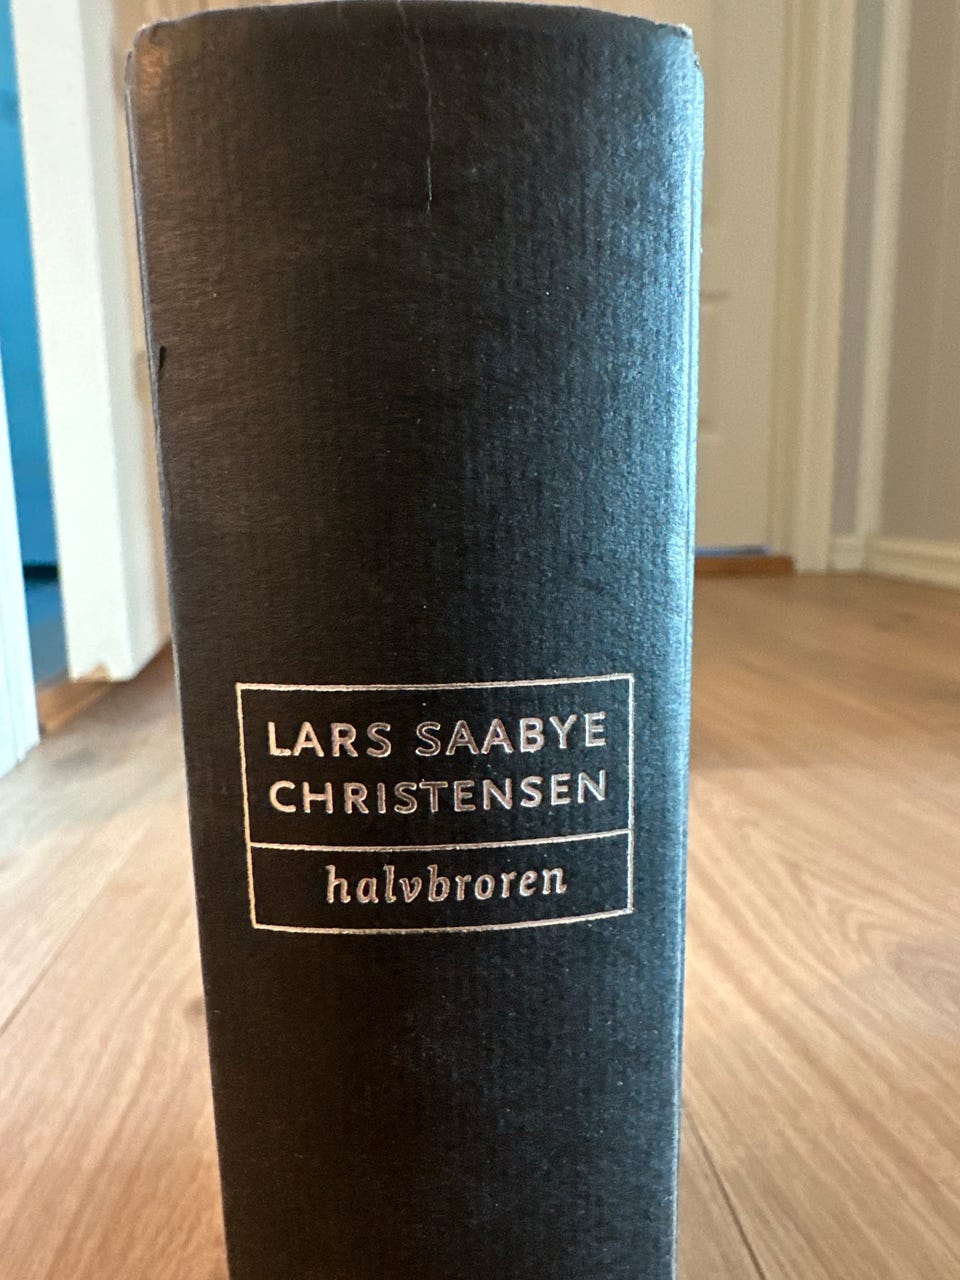 LARS SAABYE
CHRISTENSEN
halvbroren